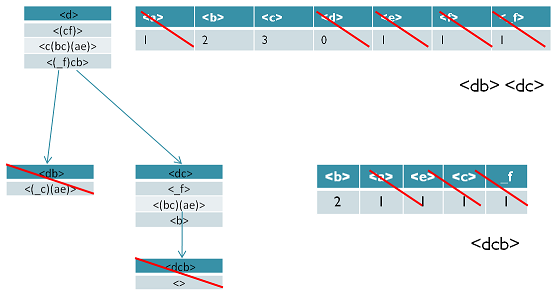 <d>
<(cf)>
<c(bc)(ae)>
<(_f)cb>
<a> <b> <c> <d> <e> <f> <_f>
1 2 3 0 1 1 1
<db> <dc>
<db>
<(_c)(ae)>
<dc>
<_f>
<(bc)(ae)>
<b>
<b> <a> <e> <c> _f
2 1 1 1 1
<dcb>
<dcb>
<>